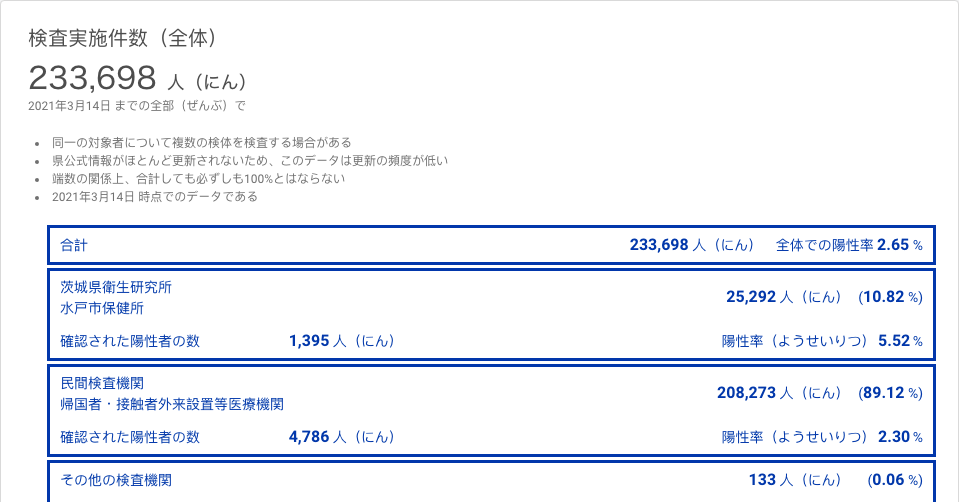 検査実施件数（全体）
233,698 人（にん）
2021年3月14日 までの全部（ぜんぶ）で
同一の対象者について複数の検体を検査する場合がある
県公式情報がほとんど更新されないため、このデータは更新の頻度が低い
端数の関係上、合計しても必ずしも100%とはならない
2021年3月14日 時点でのデータである
合計 233,698 人（にん） 全体での陽性率 2.65 %
茨城県衛生研究所
水戸市保健所
25,292 人（にん） (10.82 %)
確認された陽性者の数 1,395 人（にん） 陽性率（ようせいりつ） 5.52 %
民間検査機関
帰国者・接触者外来設置等医療機関
208,273 人（にん） (89.12 %)
確認された陽性者の数 4,786 人（にん） 陽性率（ようせいりつ） 2.30 %
その他の検査機関 133 人（にん） (0.06 %)